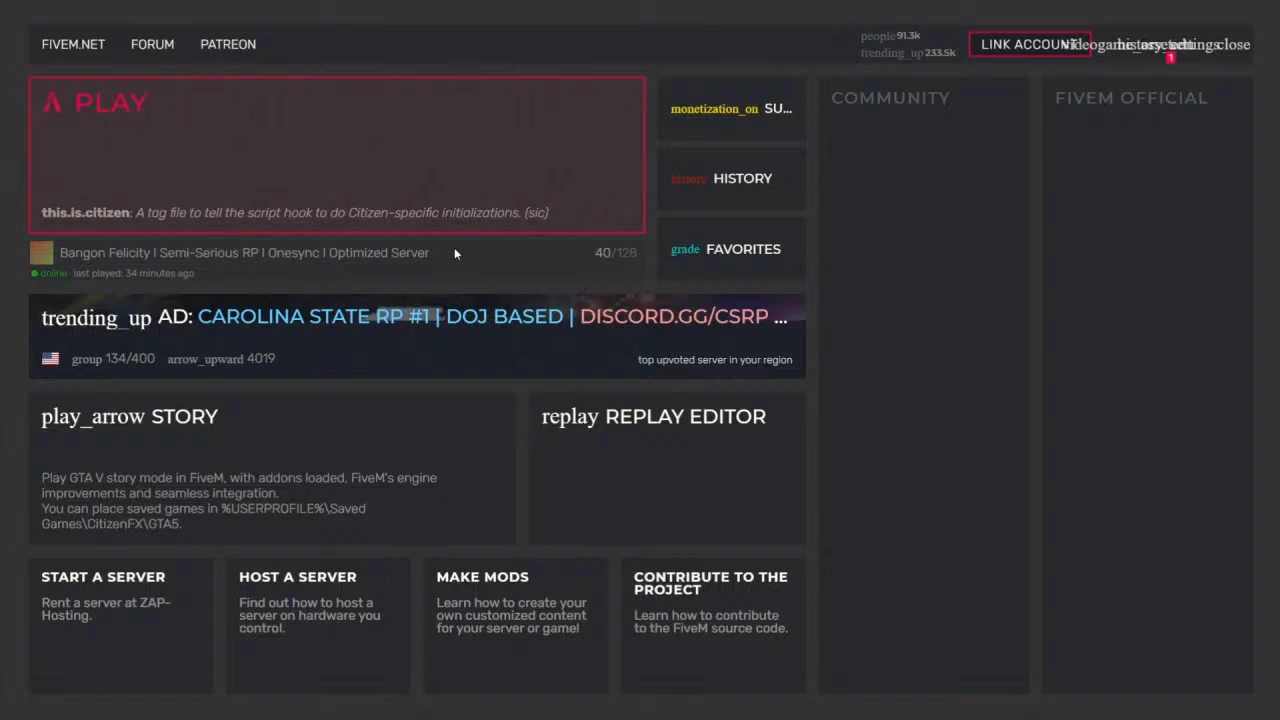 FIVEM.NET FORUM PATREON
people 91.3k
trending_up 233.5k
LINK ACCOUNT
settings close
1
PLAY
this.is.citizen: A tag file to tell the script hook to do Citizen-specific initializations. (sic)
Bangon Felicity | Semi-Serious RP | Onesync | Optimized Server 40/128
online last played: 34 minutes ago
monetization_on SU...
history HISTORY
grade FAVORITES
trending_up AD: CAROLINA STATE RP #1 | DOJ BASED | DISCORD.GG/CSRP ...
group 134/400 arrow_upward 4019 top upvoted server in your region
play_arrow STORY
Play GTA V story mode in FiveM, with addons loaded, FiveM's engine
improvements and seamless integration.
You can place saved games in %USERPROFILE%\Saved
Games\CitizenFX\GTA5.
replay REPLAY EDITOR
START A SERVER
Rent a server at ZAP-
Hosting.
HOST A SERVER
Find out how to host a
server on hardware you
control.
MAKE MODS
Learn how to create your
own customized content
for your server or game!
CONTRIBUTE TO THE
PROJECT
Learn how to contribute
to the FiveM source code.
COMMUNITY
FIVEM OFFICIAL